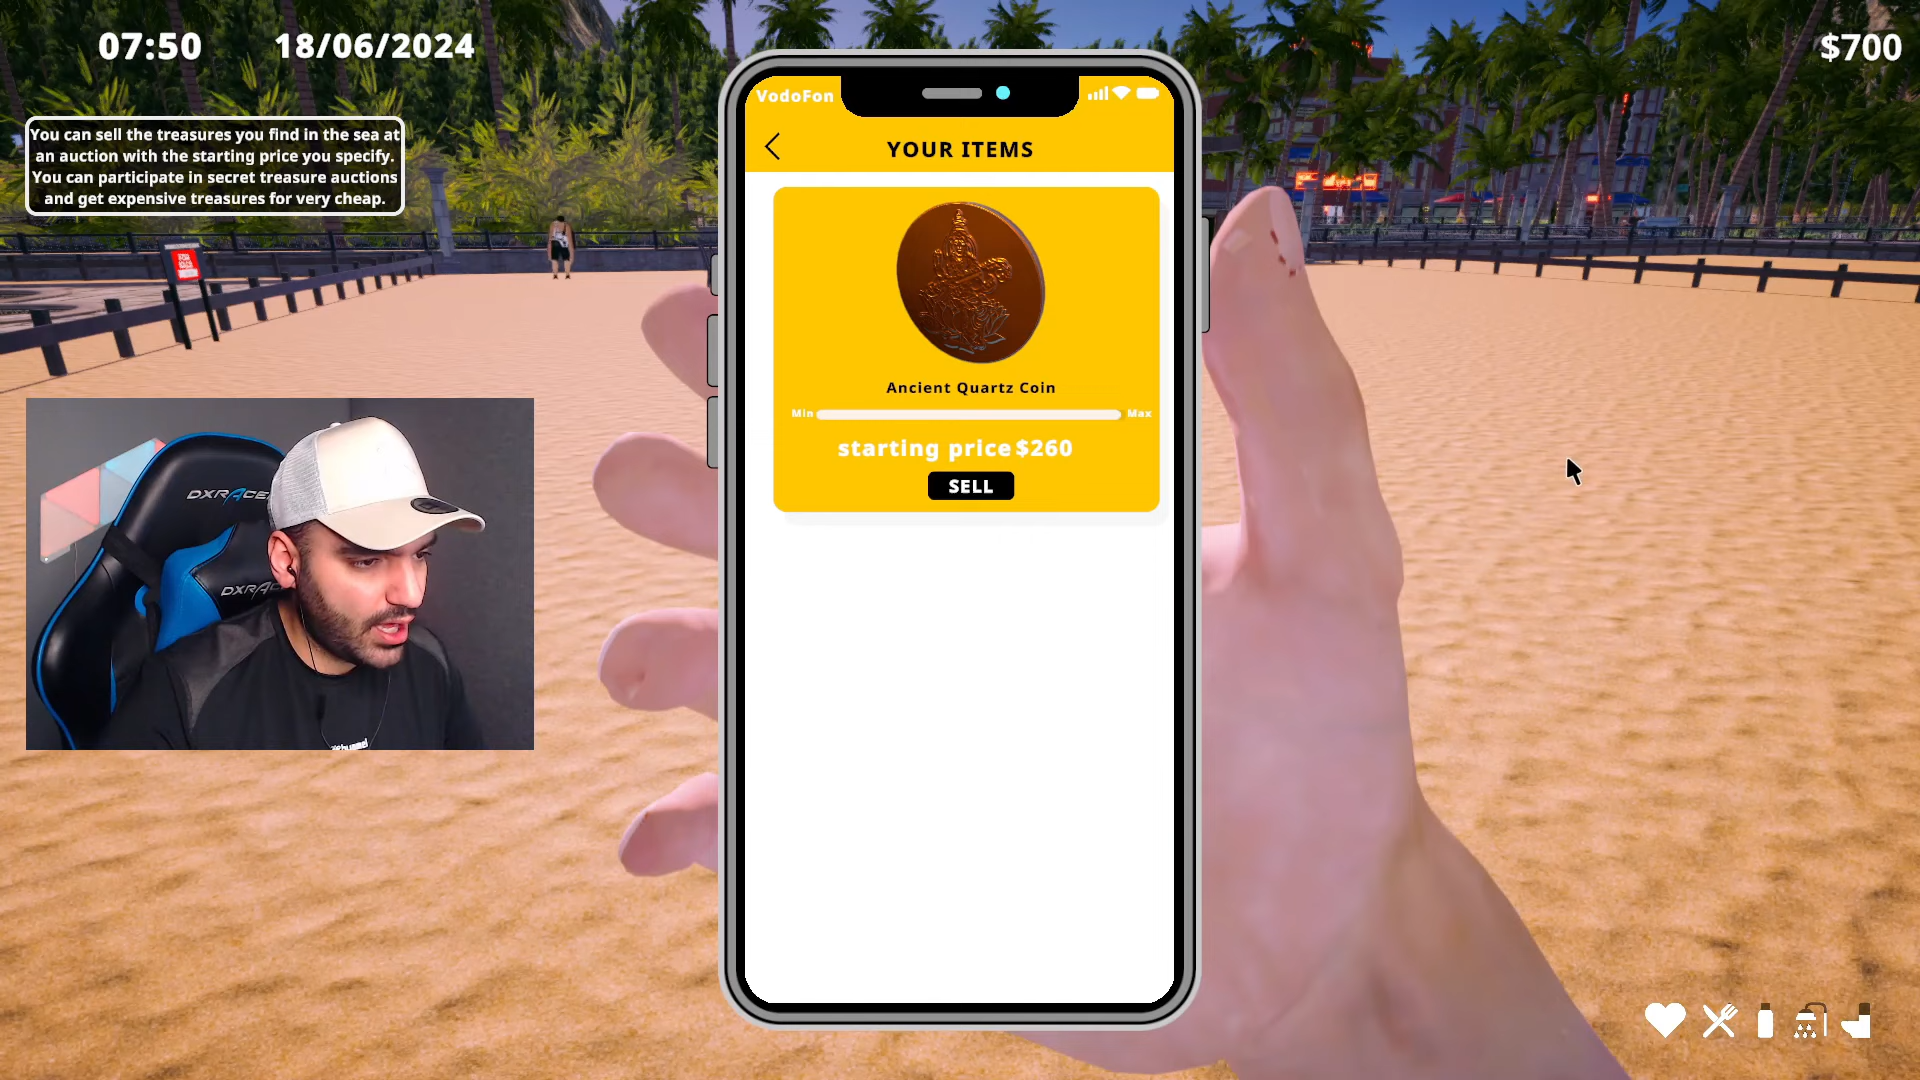 07:50
18/06/2024
$700
You can sell the treasures you find in the sea at
an auction with the starting price you specify.
You can participate in secret treasure auctions
and get expensive treasures for very cheap.
VodoFon
YOUR ITEMS
Ancient Quartz Coin
Min
Max
starting price $260
SELL
DXRACER